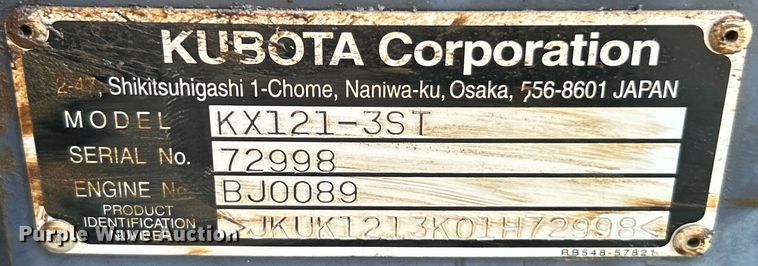 KUBOTA Corporation
2-47, Shikitsuhigashi 1-Chome, Naniwa-ku, Osaka, 556-8601 JAPAN
MODEL KX121-3ST
SERIAL No. 72998
ENGINE No. BJ0089
PRODUCT IDENTIFICATION NUMBER >JKUK1213K01H72998<
Purple Wave Auction
RB548-57821